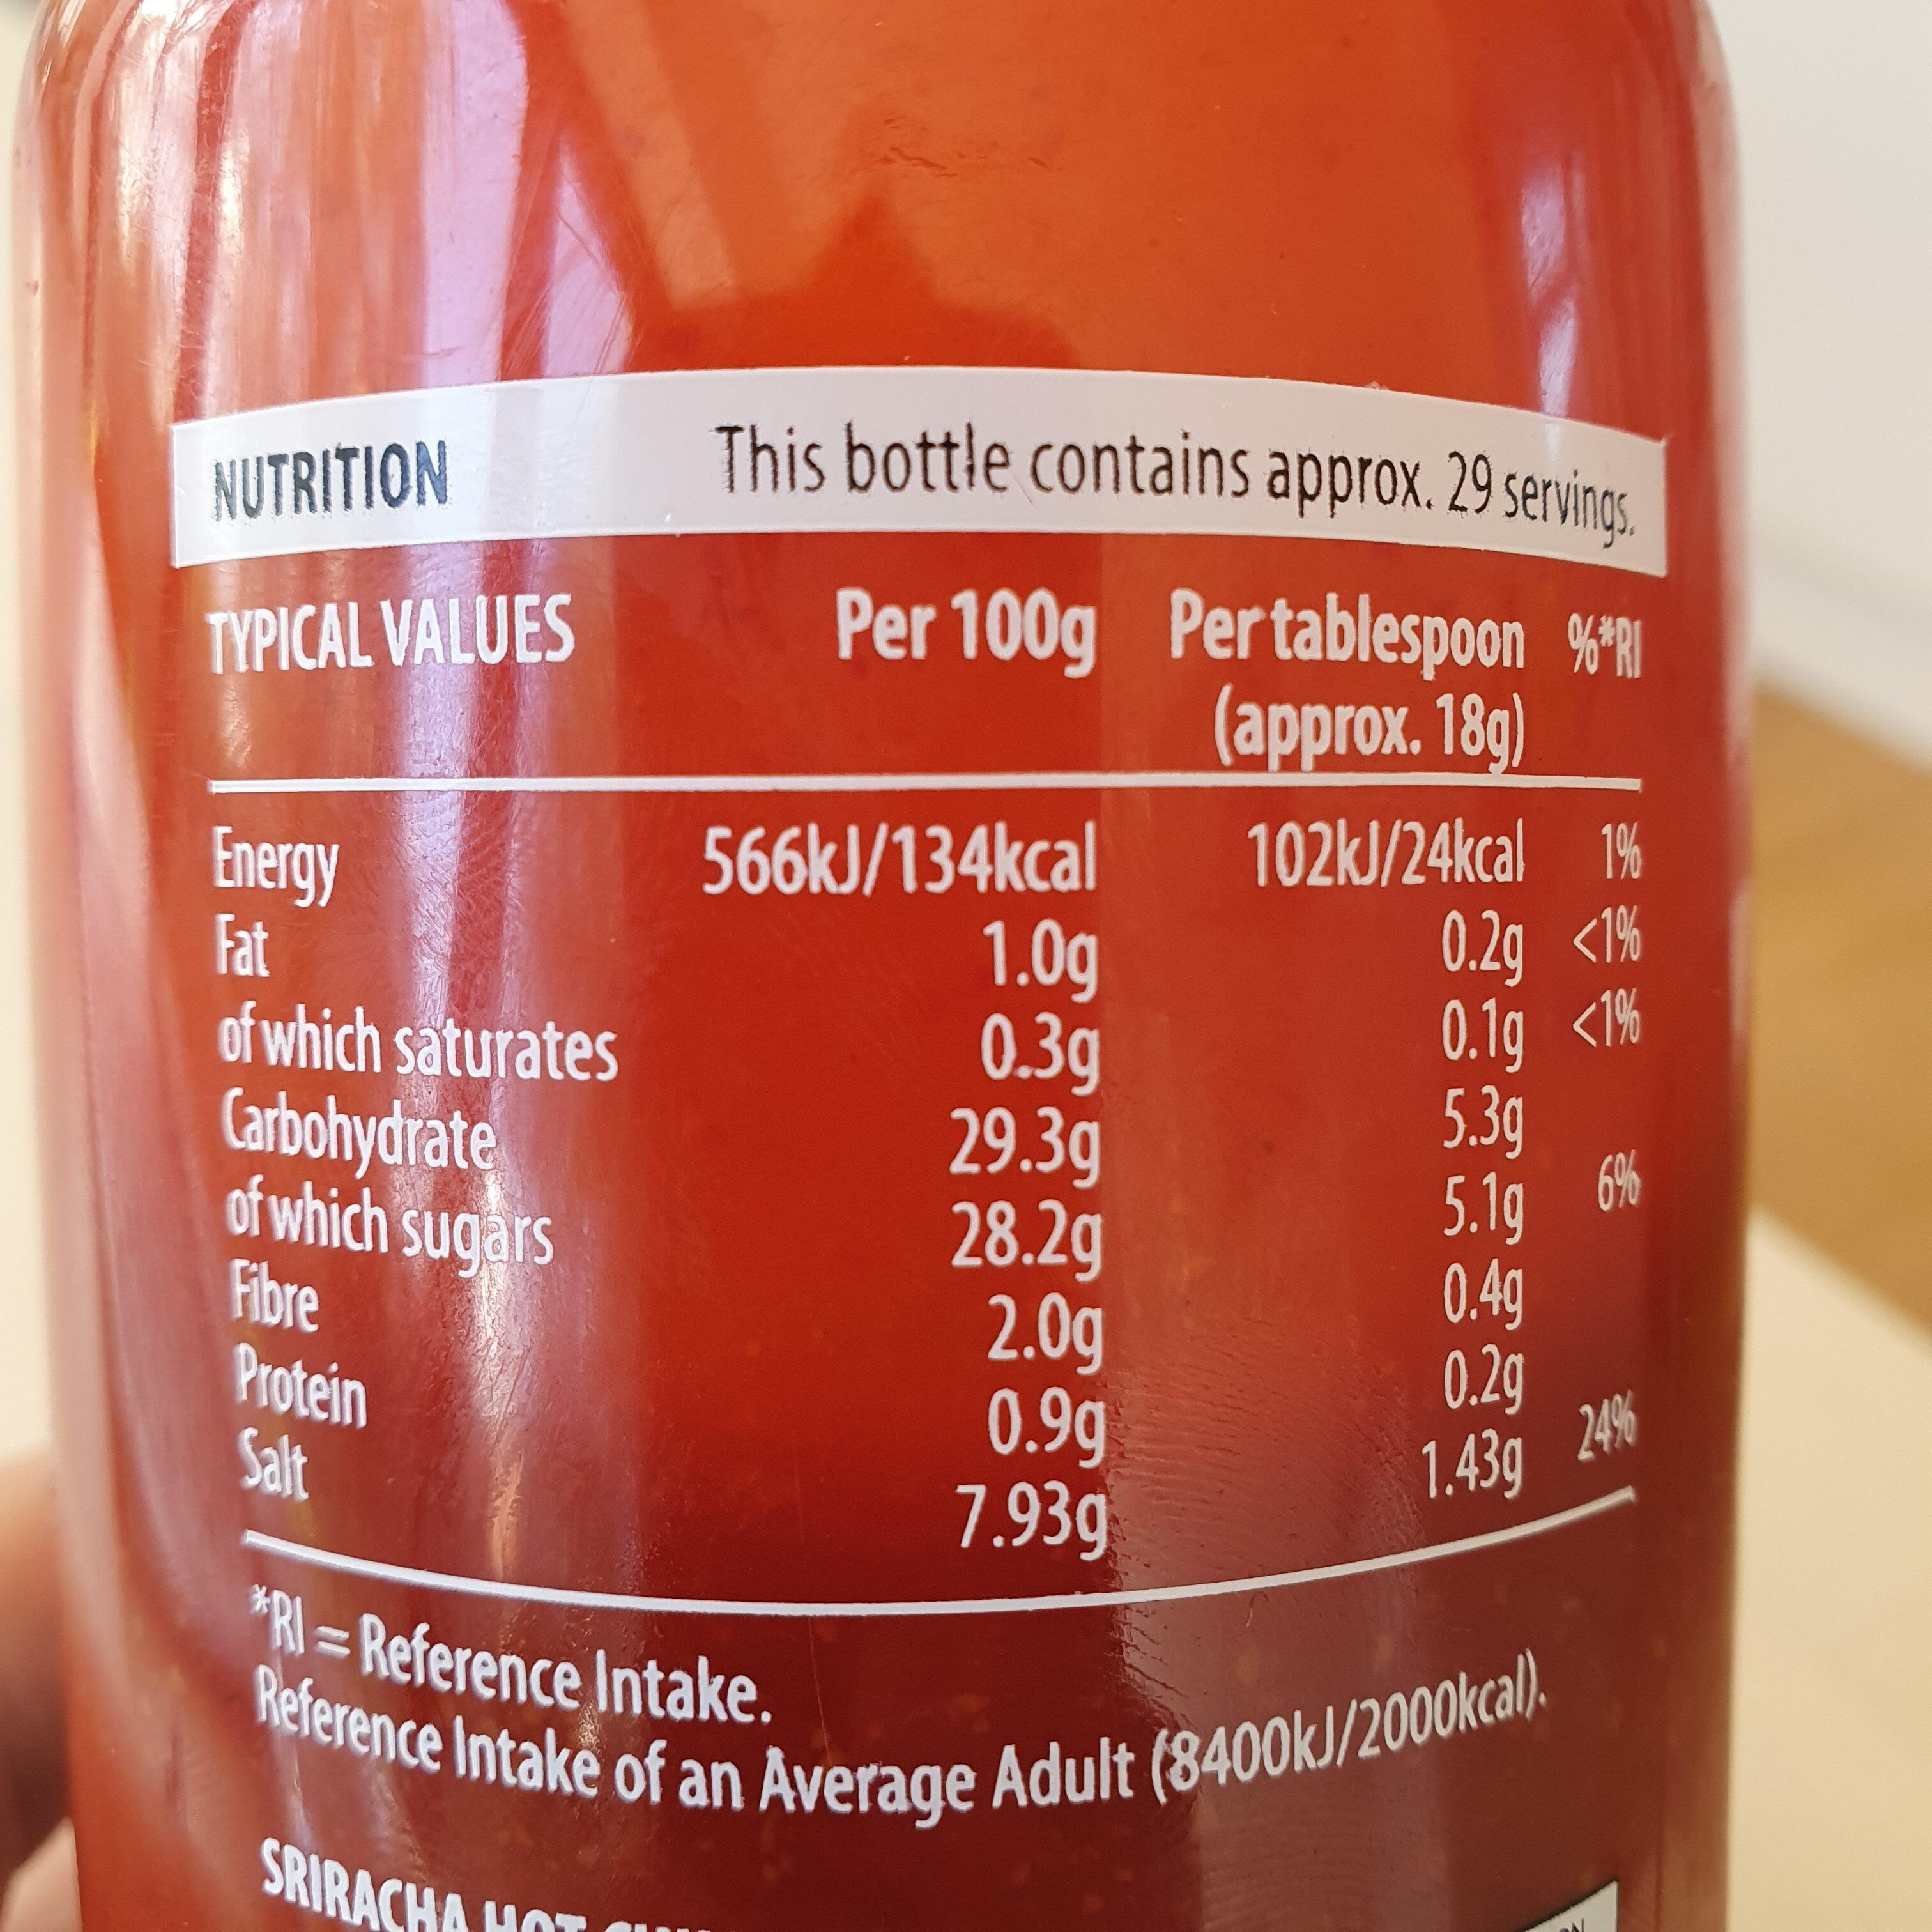 NUTRITION This bottle contains approx. 29 servings.
TYPICAL VALUES Per 100g Per tablespoon %*RI
(approx. 18g)
Energy 566kJ/134kcal 102kJ/24kcal 1%
Fat 1.0g 0.2g <1%
of which saturates 0.3g 0.1g <1%
Carbohydrate 29.3g 5.3g
of which sugars 28.2g 5.1g 6%
Fibre 2.0g 0.4g
Protein 0.9g 0.2g
Salt 7.93g 1.43g 24%
*RI = Reference Intake.
Reference Intake of an Average Adult (8400kJ/2000kcal).
SRIRACHA HOT